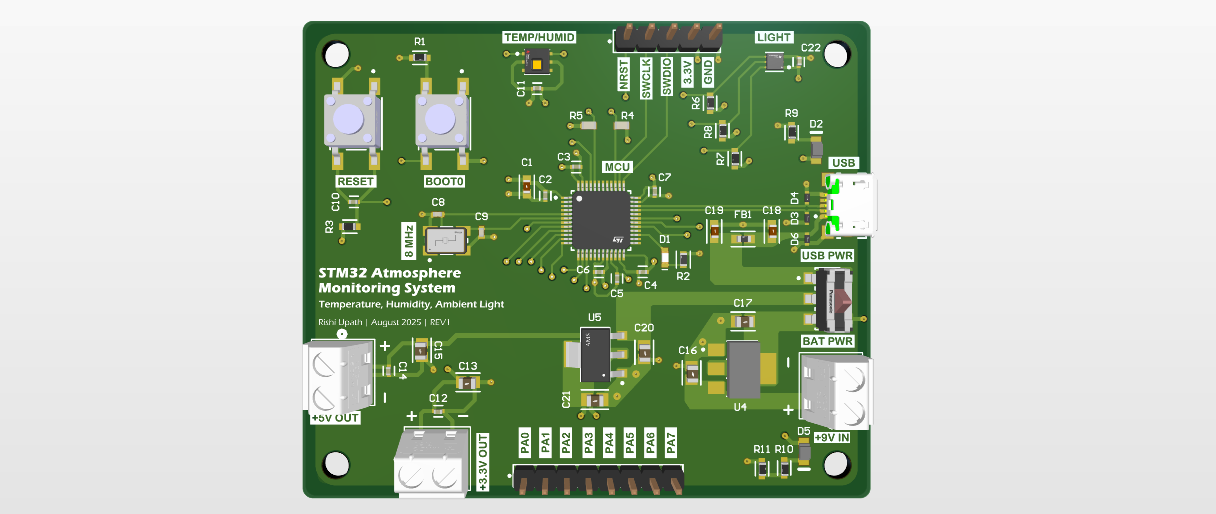 R1
TEMP/HUMID
LIGHT
C22
NRST
SWCLK
SWDIO
3.3V
GND
C11
R6
R5
R4
R8
R9
D2
R7
C3
MCU
USB
C1
C2
C7
RESET
BOOT0
C10
R3
C8
C9
8 MHz
D4
D3
D6
C19
FB1
C18
D1
R2
USB PWR
C6
C5
C4
STM32 Atmosphere
Monitoring System
Temperature, Humidity, Ambient Light
Rishi Upath | August 2025 | REV1
Panasonic
C17
U5
C20
BAT PWR
+
C15
C14
-
C16
-
C13
C12
+5V OUT
+
-
C21
U4
+
+9V IN
+3.3V OUT
PA0
PA1
PA2
PA3
PA4
PA5
PA6
PA7
D5
R11
R10